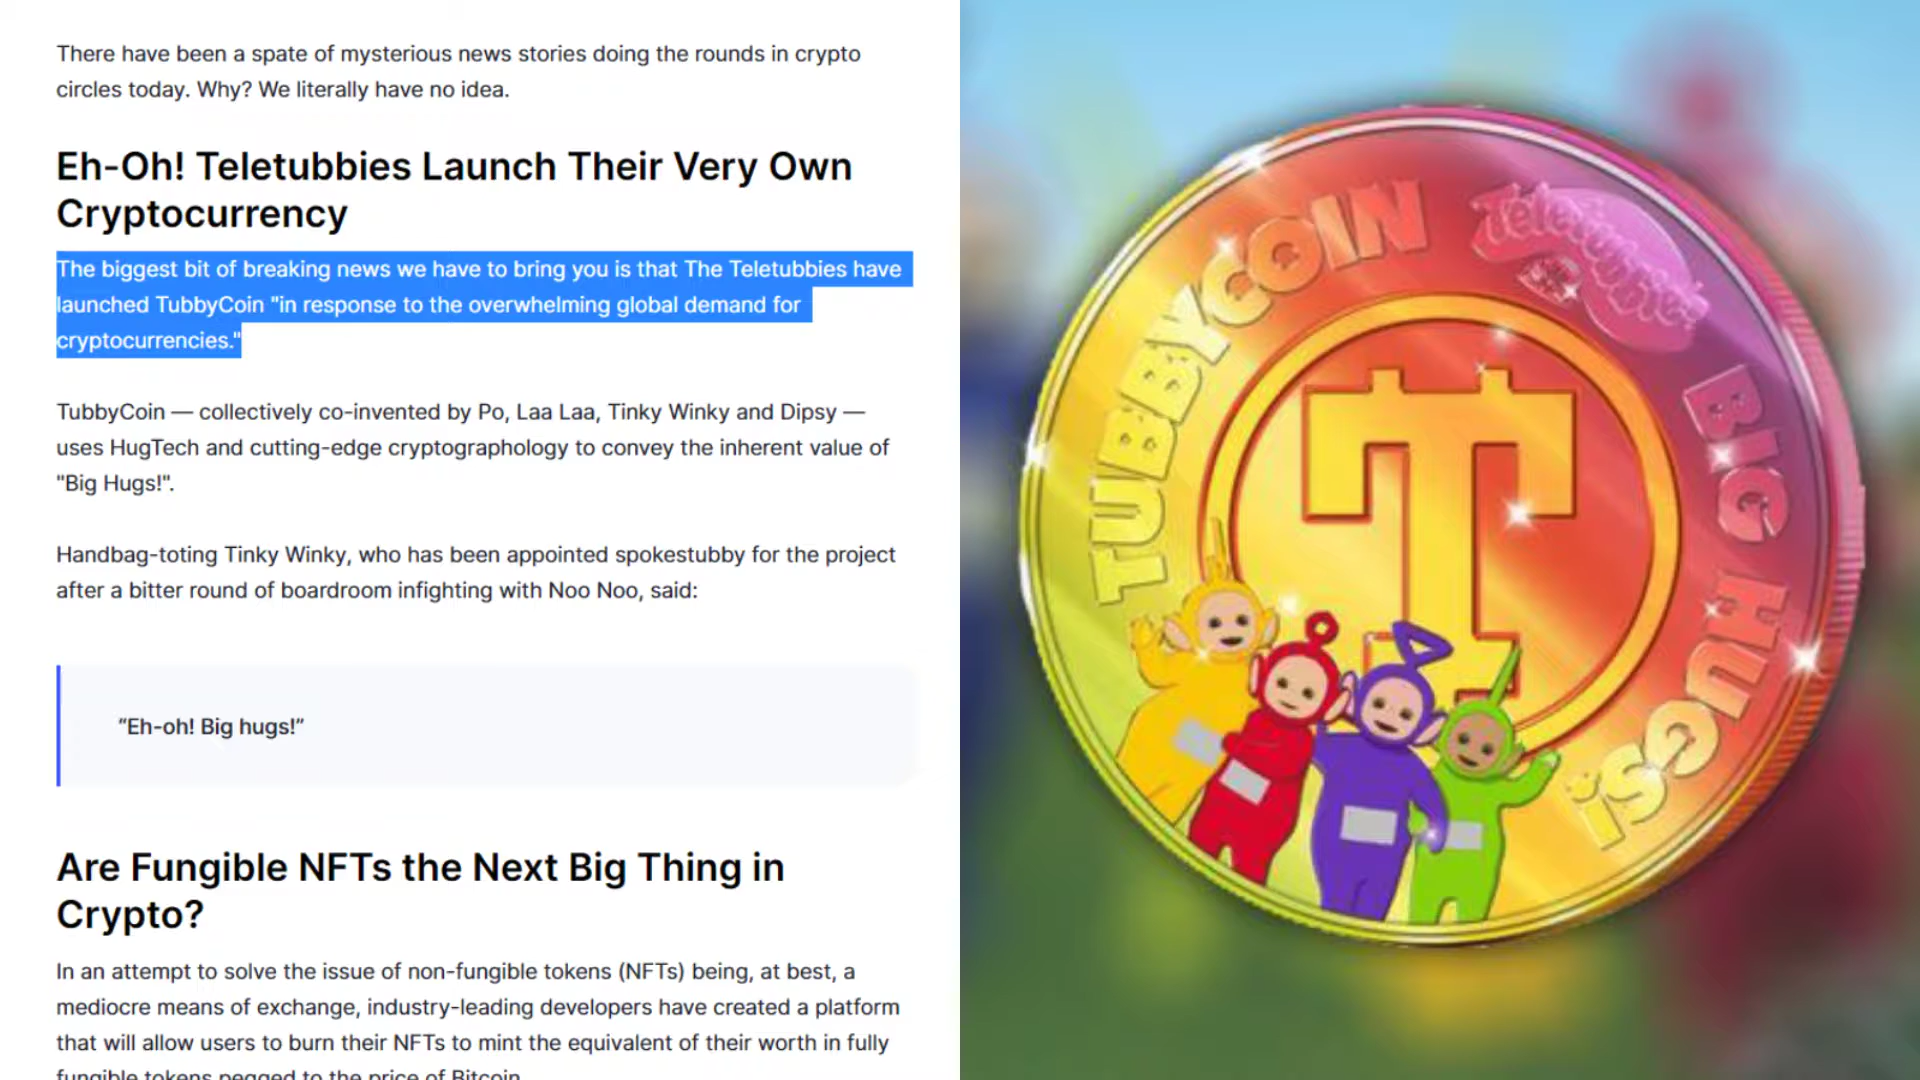 There have been a spate of mysterious news stories doing the rounds in crypto
circles today. Why? We literally have no idea.
Eh-Oh! Teletubbies Launch Their Very Own
Cryptocurrency
The biggest bit of breaking news we have to bring you is that The Teletubbies have
launched TubbyCoin "in response to the overwhelming global demand for
cryptocurrencies."
TubbyCoin — collectively co-invented by Po, Laa Laa, Tinky Winky and Dipsy —
uses HugTech and cutting-edge cryptographology to convey the inherent value of
"Big Hugs!".
Handbag-toting Tinky Winky, who has been appointed spokestubby for the project
after a bitter round of boardroom infighting with Noo Noo, said:
“Eh-oh! Big hugs!”
Are Fungible NFTs the Next Big Thing in
Crypto?
In an attempt to solve the issue of non-fungible tokens (NFTs) being, at best, a
mediocre means of exchange, industry-leading developers have created a platform
that will allow users to burn their NFTs to mint the equivalent of their worth in fully
fungible tokens pegged to the price of Bitcoin.
TUBBYCOIN
Teletubbies
BIG HUGS!
T